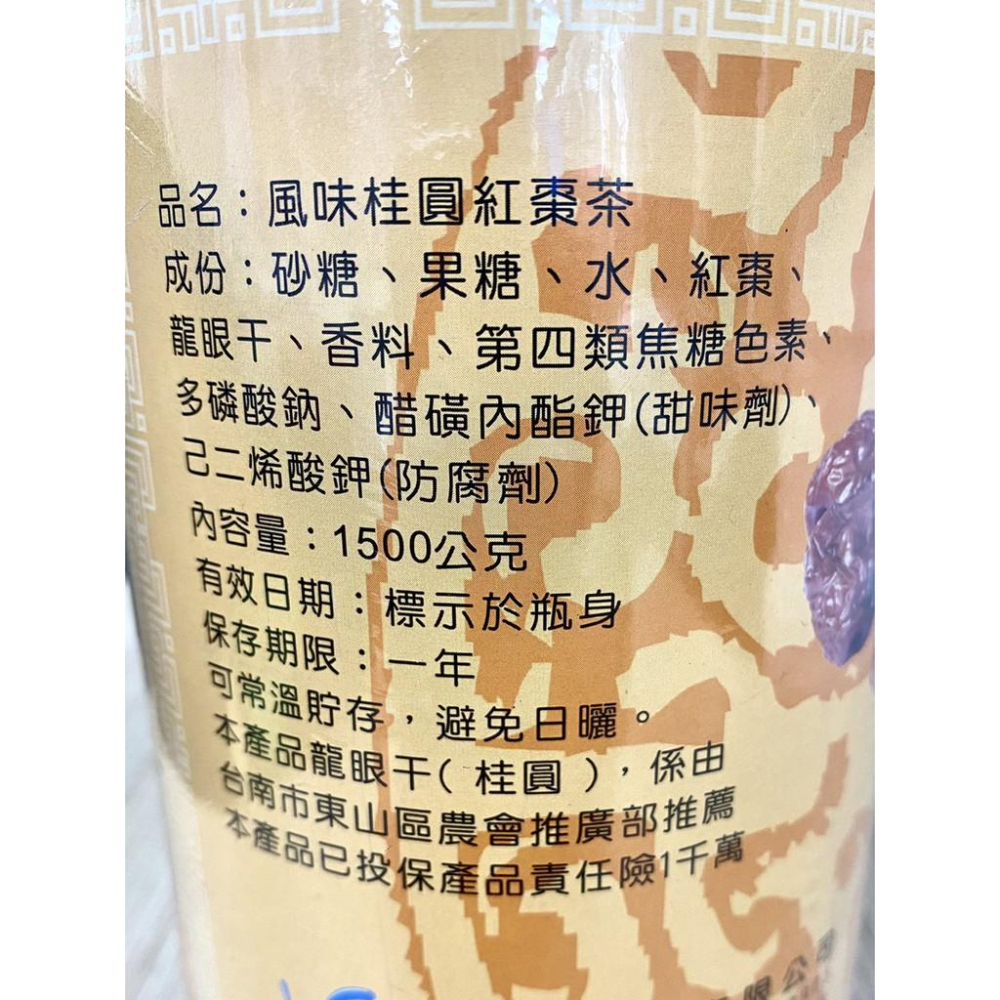 品名：風味桂圓紅棗茶
成份：砂糖、果糖、水、紅棗、
龍眼干、香料、第四類焦糖色素、
多磷酸鈉、醋磺內酯鉀(甜味劑)、
己二烯酸鉀(防腐劑)
內容量：1500公克
有效日期：標示於瓶身
保存期限：一年
可常溫貯存，避免日曬。
本產品龍眼干(桂圓)，係由
台南市東山區農會推廣部推薦
本產品已投保產品責任險1千萬
限公司